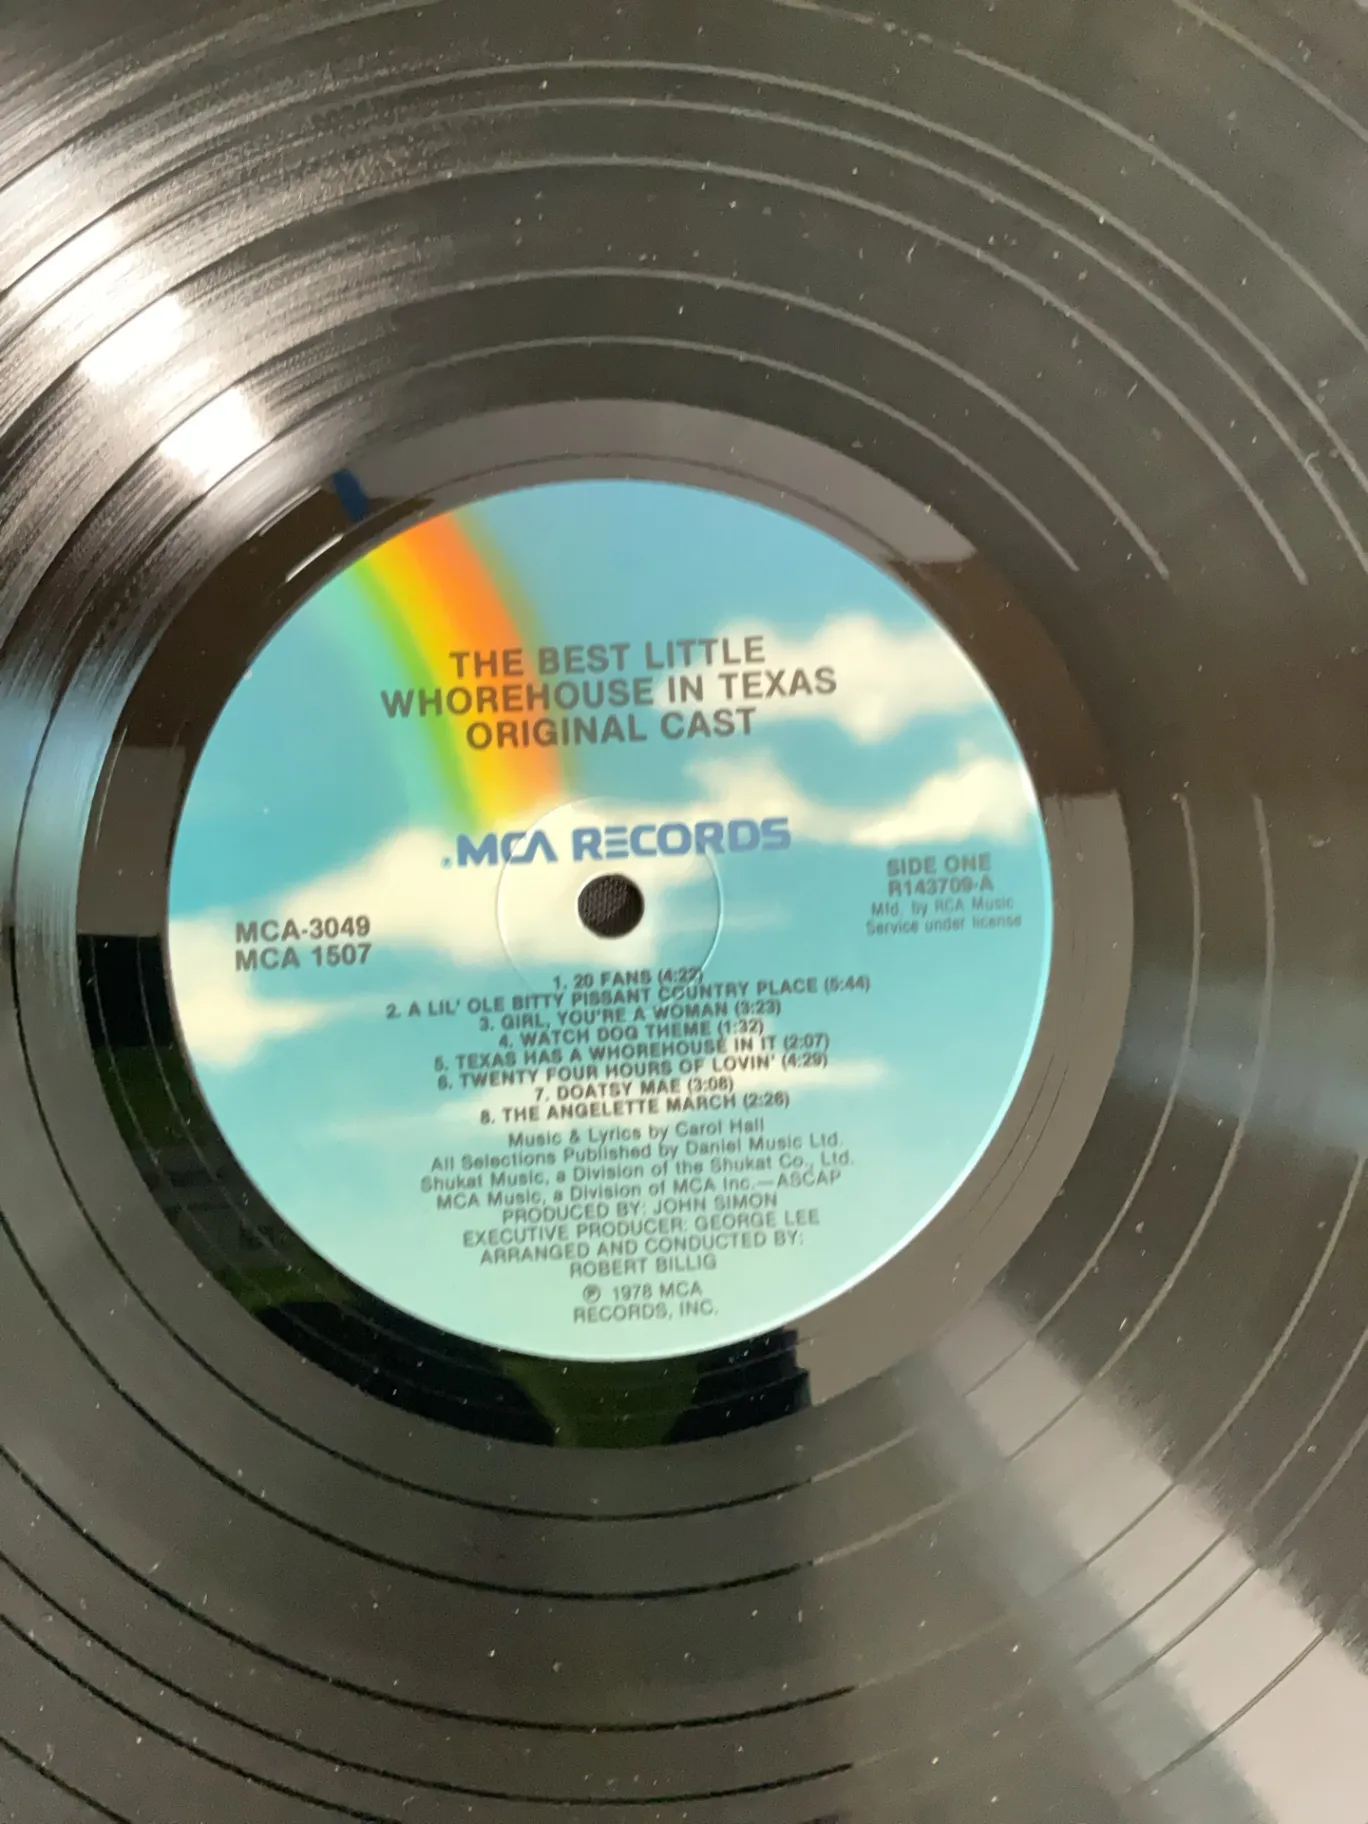 THE BEST LITTLE
WHOREHOUSE IN TEXAS
ORIGINAL CAST
MCA RECORDS
SIDE ONE
R143709-A
Mfd. by RCA Music
Service under license
MCA-3049
MCA 1507
1. 20 FANS (4:22)
2. A LIL' OLE BITTY PISSANT COUNTRY PLACE (5:44)
3. GIRL, YOU'RE A WOMAN (3:23)
4. WATCH DOG THEME (1:32)
5. TEXAS HAS A WHOREHOUSE IN IT (2:07)
6. TWENTY FOUR HOURS OF LOVIN' (4:29)
7. DOATSY MAE (3:08)
8. THE ANGELETTE MARCH (2:26)
Music & Lyrics by Carol Hall
All Selections Published by Daniel Music Ltd.
Shukat Music, a Division of the Shukat Co., Ltd.
MCA Music, a Division of MCA Inc.—ASCAP
PRODUCED BY: JOHN SIMON
EXECUTIVE PRODUCER: GEORGE LEE
ARRANGED AND CONDUCTED BY:
ROBERT BILLIG
℗ 1978 MCA
RECORDS, INC.